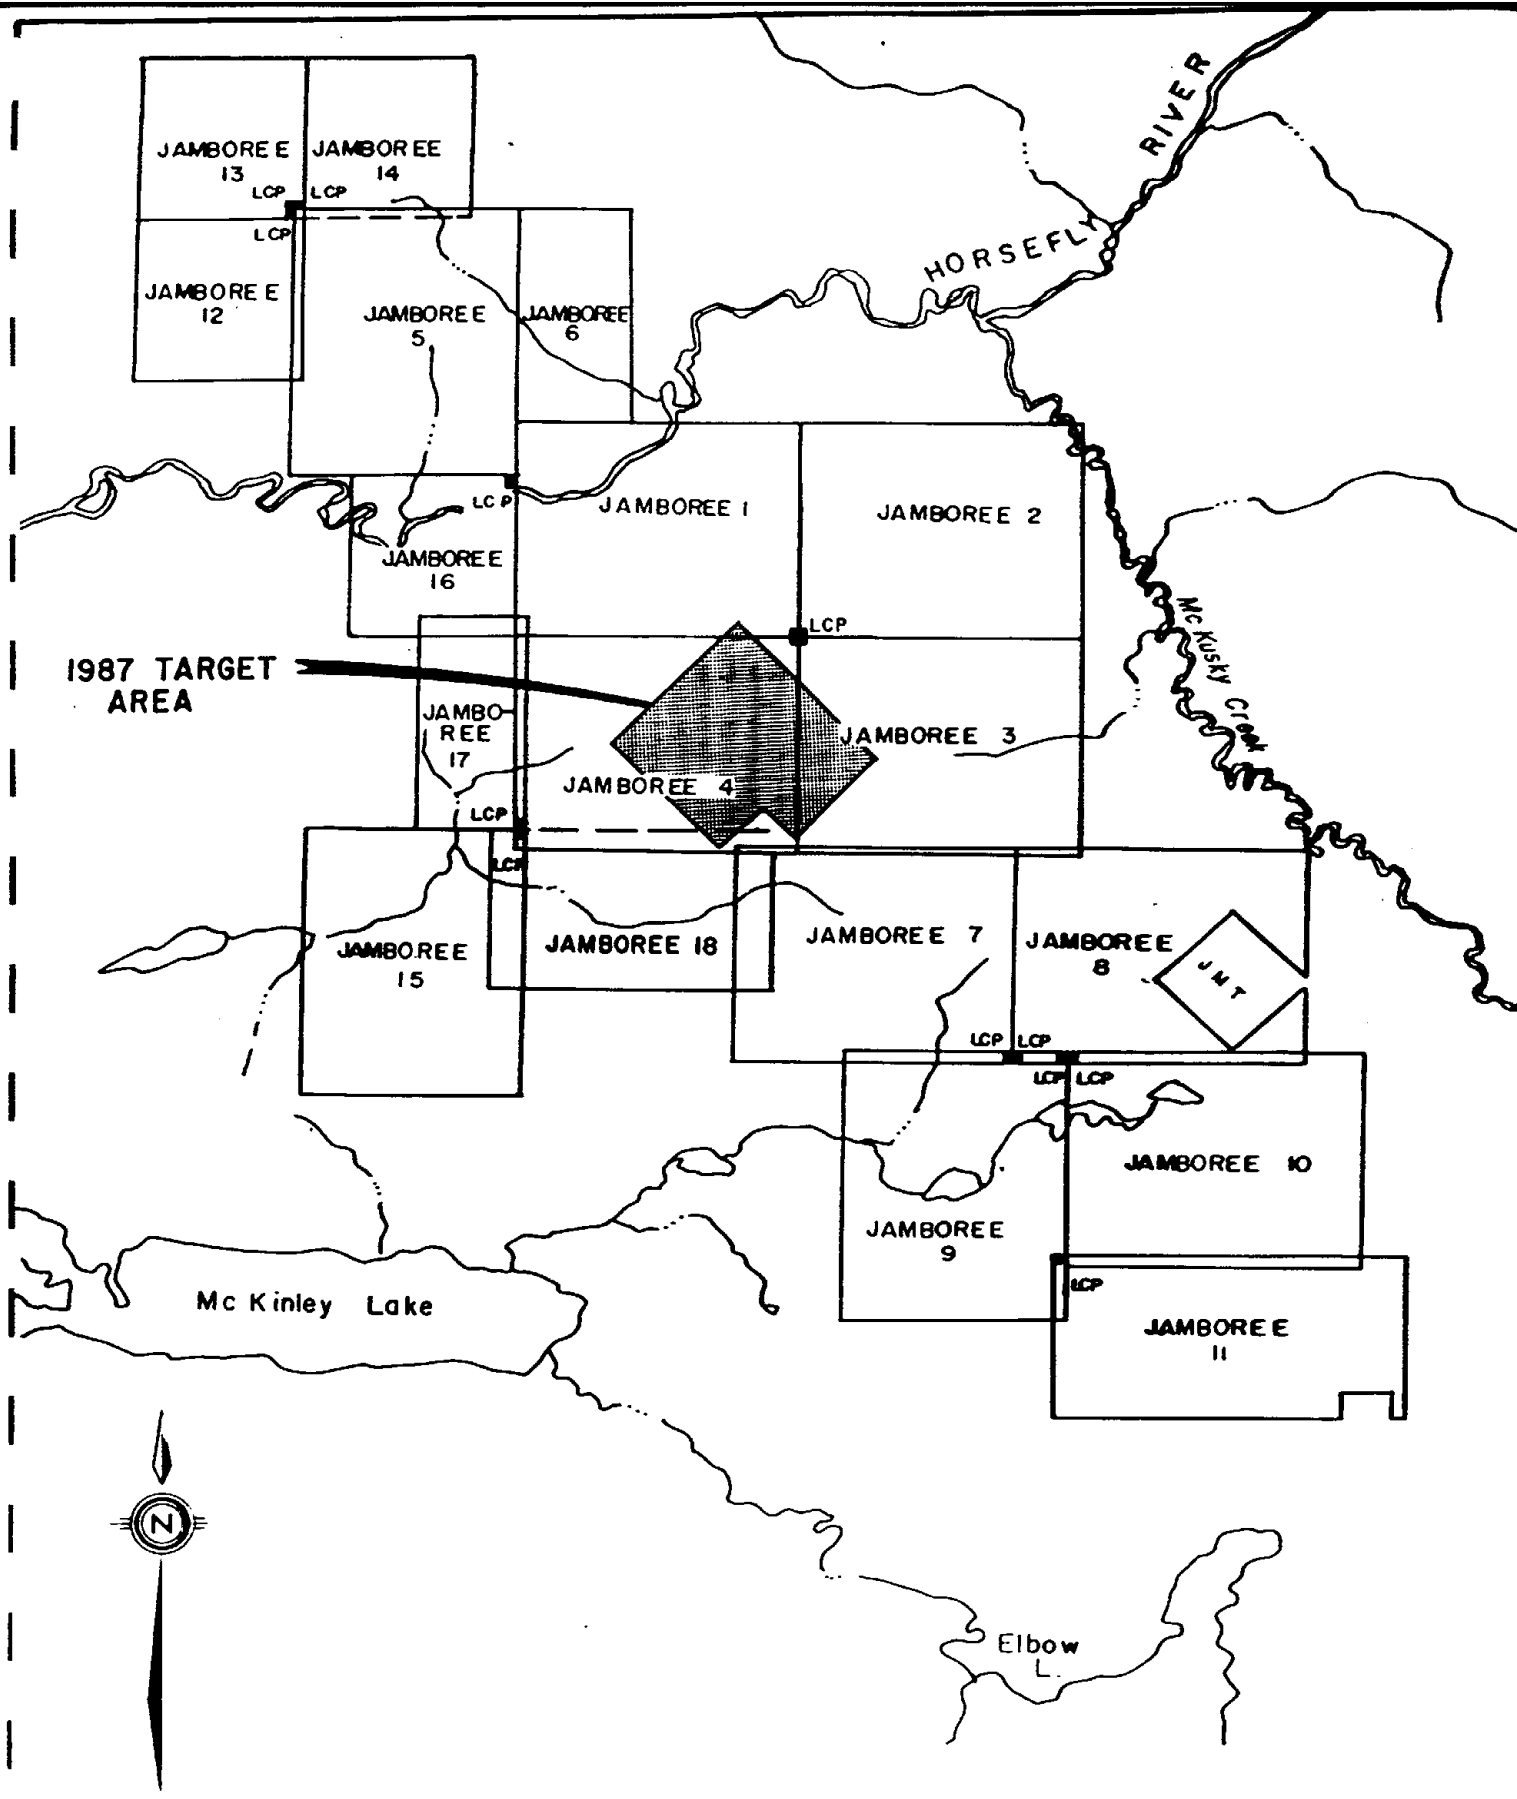 RIVER
HORSEFLY
JAMBOREE
13
JAMBOREE
14
LCP
LCP
LCP
JAMBOREE
12
JAMBOREE
5
JAMBOREE
6
LCP
JAMBOREE 1
JAMBOREE 2
JAMBOREE
16
LCP
McKusky Creek
1987 TARGET
AREA
JAMBO-
REE
17
JAMBOREE 3
JAMBOREE 4
LCP
LCP
JAMBOREE
15
JAMBOREE 18
JAMBOREE 7
JAMBOREE
8
JMT
LCP
LCP
LCP
LCP
JAMBOREE 10
JAMBOREE
9
LCP
JAMBOREE
11
Mc Kinley Lake
N
Elbow
L.